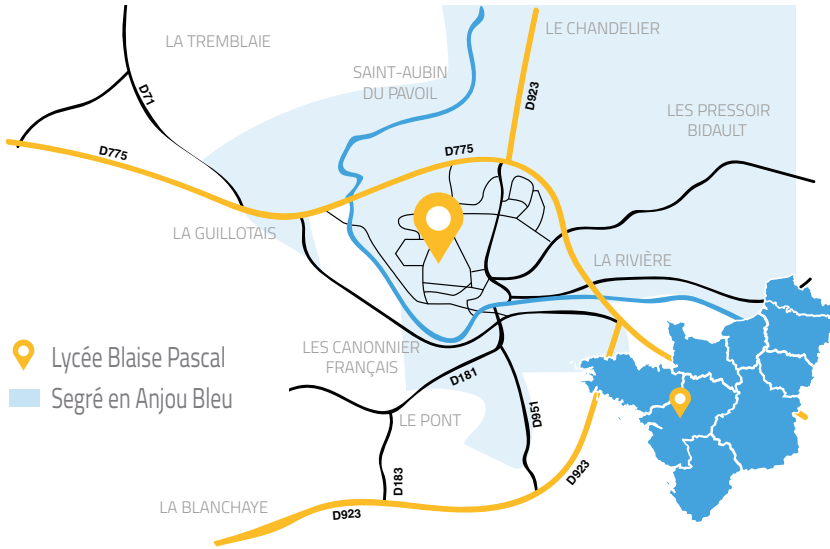 LE CHANDELIER
LA TREMBLAIE
SAINT-AUBIN
DU PAVOIL
D71
D923
LES PRESSOIR
BIDAULT
D775
D775
LA GUILLOTAIS
LA RIVIÈRE
LES CANONNIER
FRANÇAIS
Lycée Blaise Pascal
D181
Segré en Anjou Bleu
LE PONT
D951
D183
D923
LA BLANCHAYE
D923